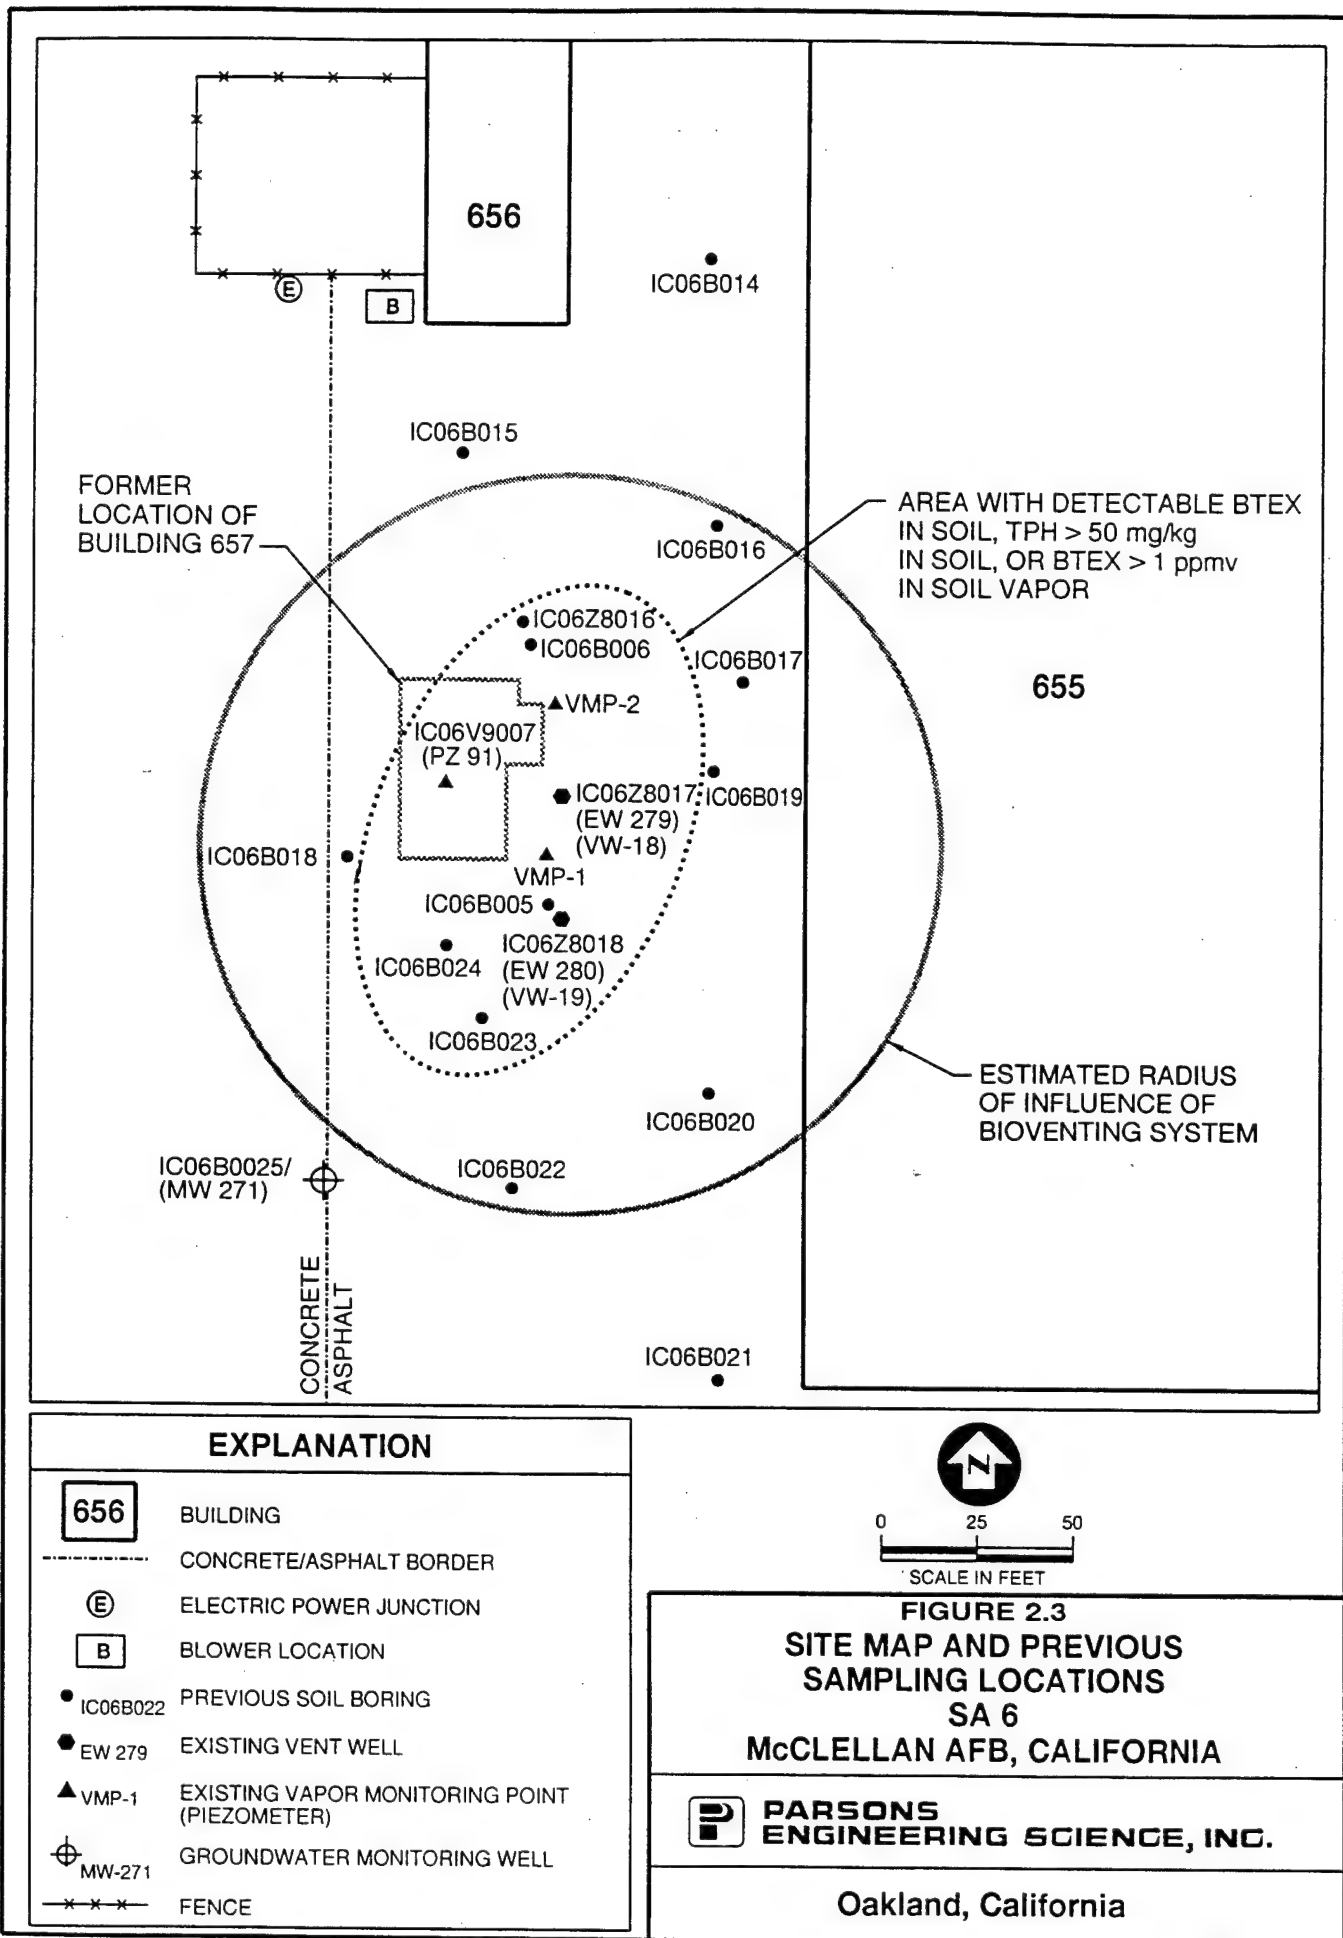 656
IC06B014
E
B
IC06B015
FORMER
LOCATION OF
BUILDING 657
AREA WITH DETECTABLE BTEX
IN SOIL, TPH > 50 mg/kg
IN SOIL, OR BTEX > 1 ppmv
IN SOIL VAPOR
IC06B016
IC06Z8016
IC06B006
IC06B017
655
VMP-2
IC06V9007
(PZ 91)
IC06Z8017
(EW 279)
(VW-18)
IC06B019
IC06B018
VMP-1
IC06B005
IC06Z8018
(EW 280)
(VW-19)
IC06B024
IC06B023
ESTIMATED RADIUS
OF INFLUENCE OF
BIOVENTING SYSTEM
IC06B020
IC06B0025/
(MW 271)
IC06B022
CONCRETE
ASPHALT
IC06B021
EXPLANATION
656 BUILDING
CONCRETE/ASPHALT BORDER
E ELECTRIC POWER JUNCTION
B BLOWER LOCATION
IC06B022 PREVIOUS SOIL BORING
EW 279 EXISTING VENT WELL
VMP-1 EXISTING VAPOR MONITORING POINT
(PIEZOMETER)
MW-271 GROUNDWATER MONITORING WELL
FENCE
N
0 25 50
SCALE IN FEET
FIGURE 2.3
SITE MAP AND PREVIOUS
SAMPLING LOCATIONS
SA 6
McCLELLAN AFB, CALIFORNIA
PARSONS
ENGINEERING SCIENCE, INC.
Oakland, California